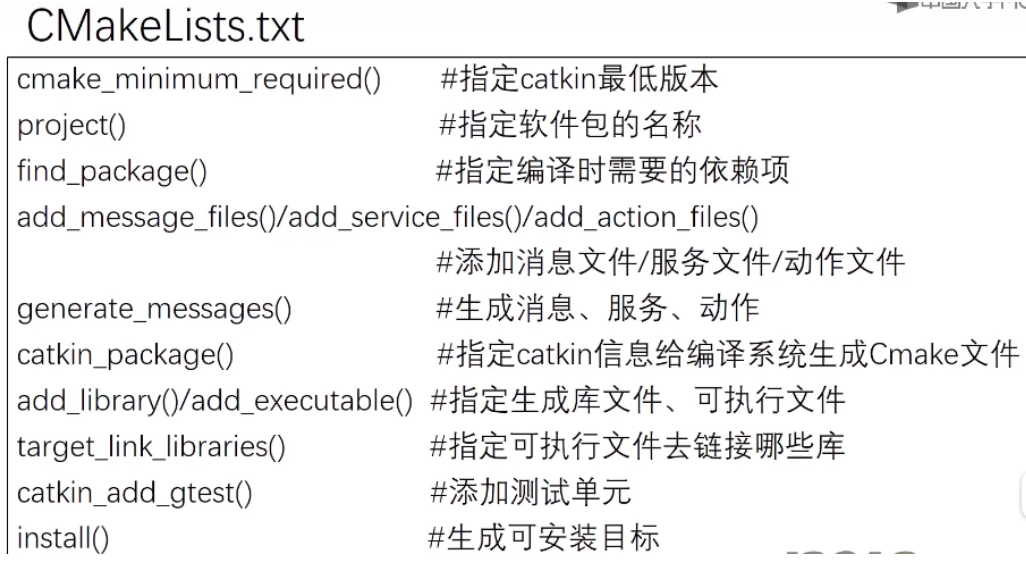 CMakeLists.txt
cmake_minimum_required() #指定catkin最低版本
project() #指定软件包的名称
find_package() #指定编译时需要的依赖项
add_message_files()/add_service_files()/add_action_files()
#添加消息文件/服务文件/动作文件
generate_messages() #生成消息、服务、动作
catkin_package() #指定catkin信息给编译系统生成Cmake文件
add_library()/add_executable() #指定生成库文件、可执行文件
target_link_libraries() #指定可执行文件去链接哪些库
catkin_add_gtest() #添加测试单元
install() #生成可安装目标